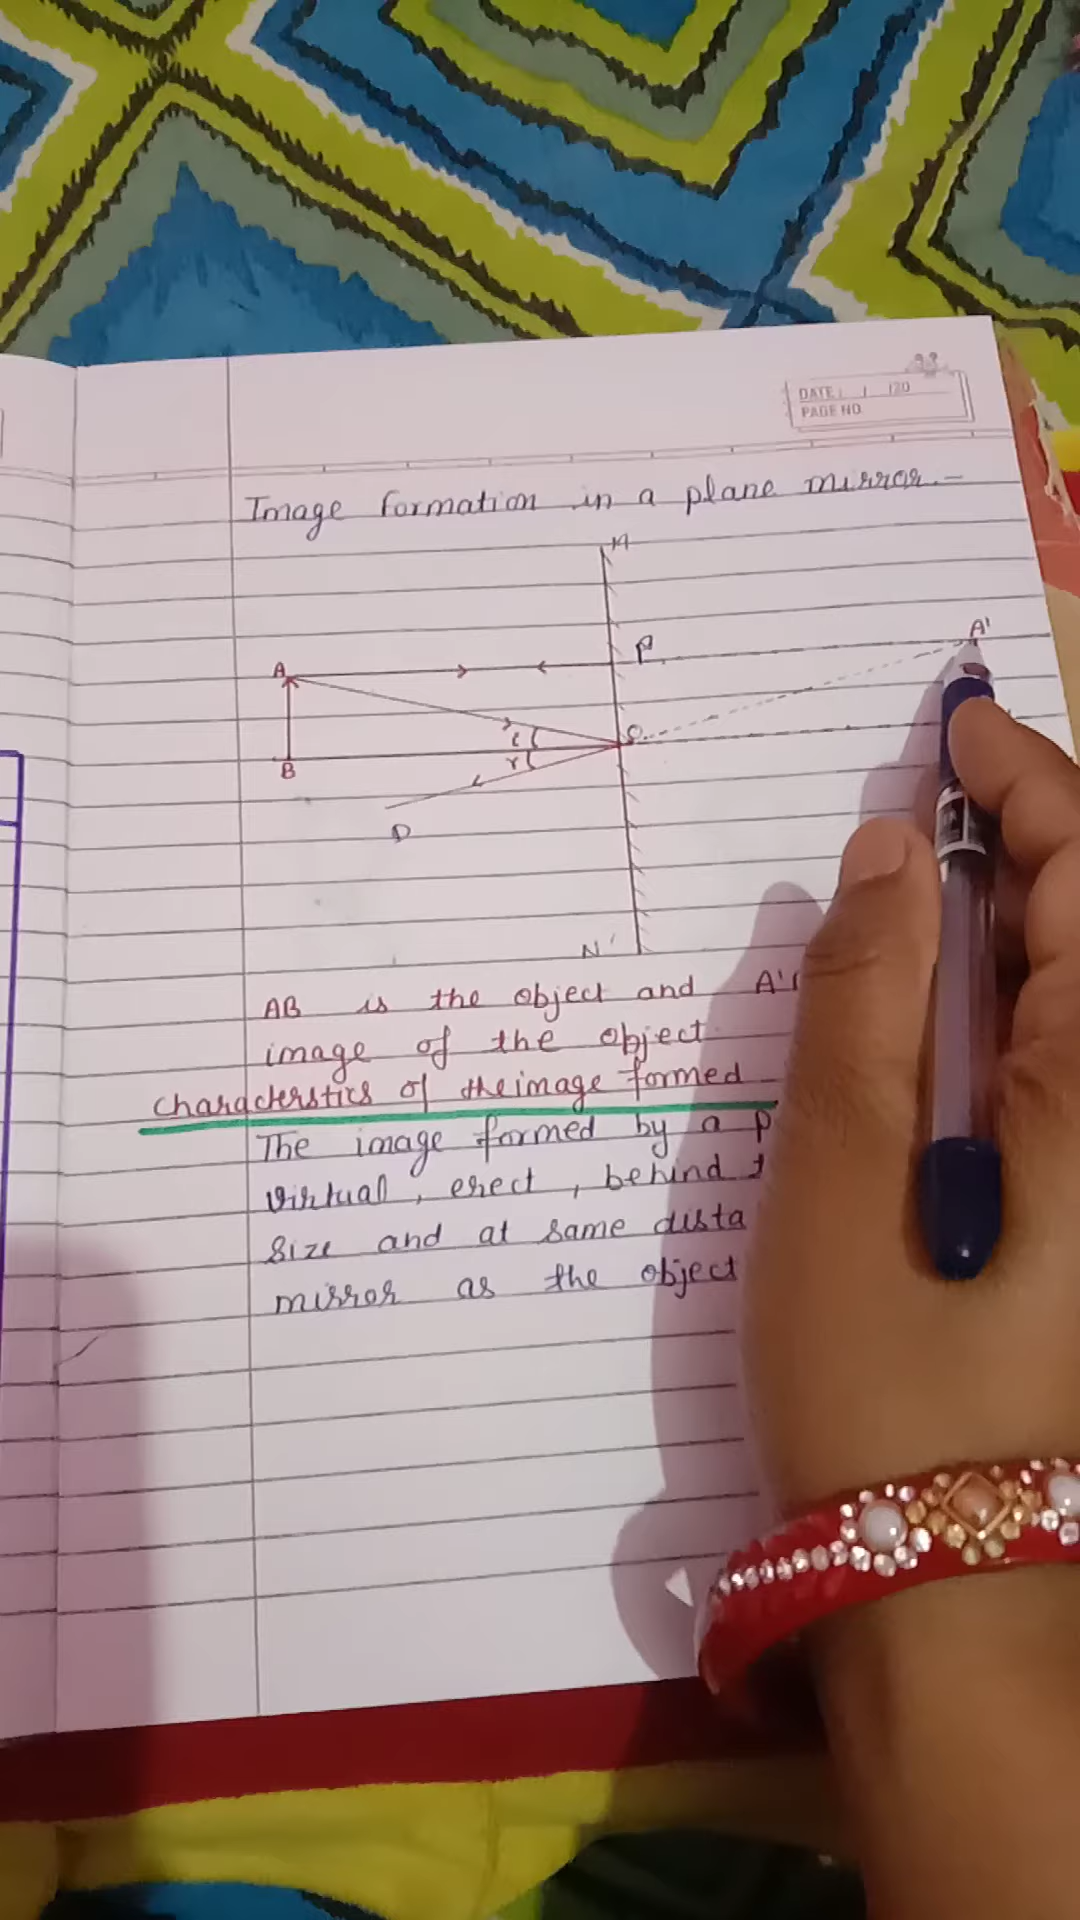 DATE: / /20
PAGE NO.
Image formation in a plane mirror. -
M
P
A'
A
O
i
B
r
D
N'
AB is the object and A'
image of the object
characterstics of the image formed
The image formed by a p
virtual, erect, behind
size and at same dista
mirror as the object